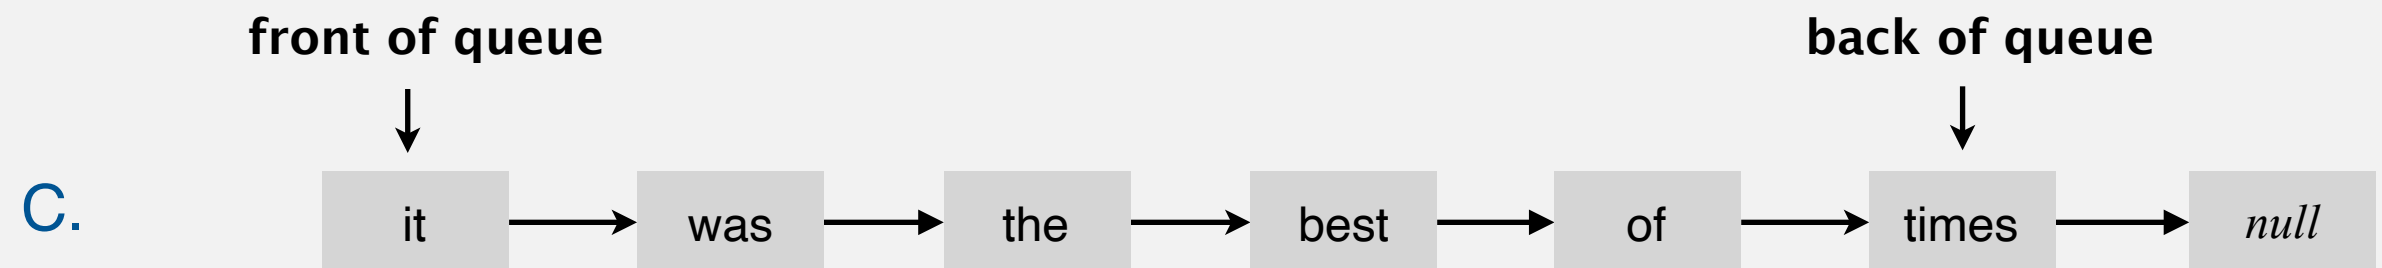 front of queue back of queue
C. it was the best of times null